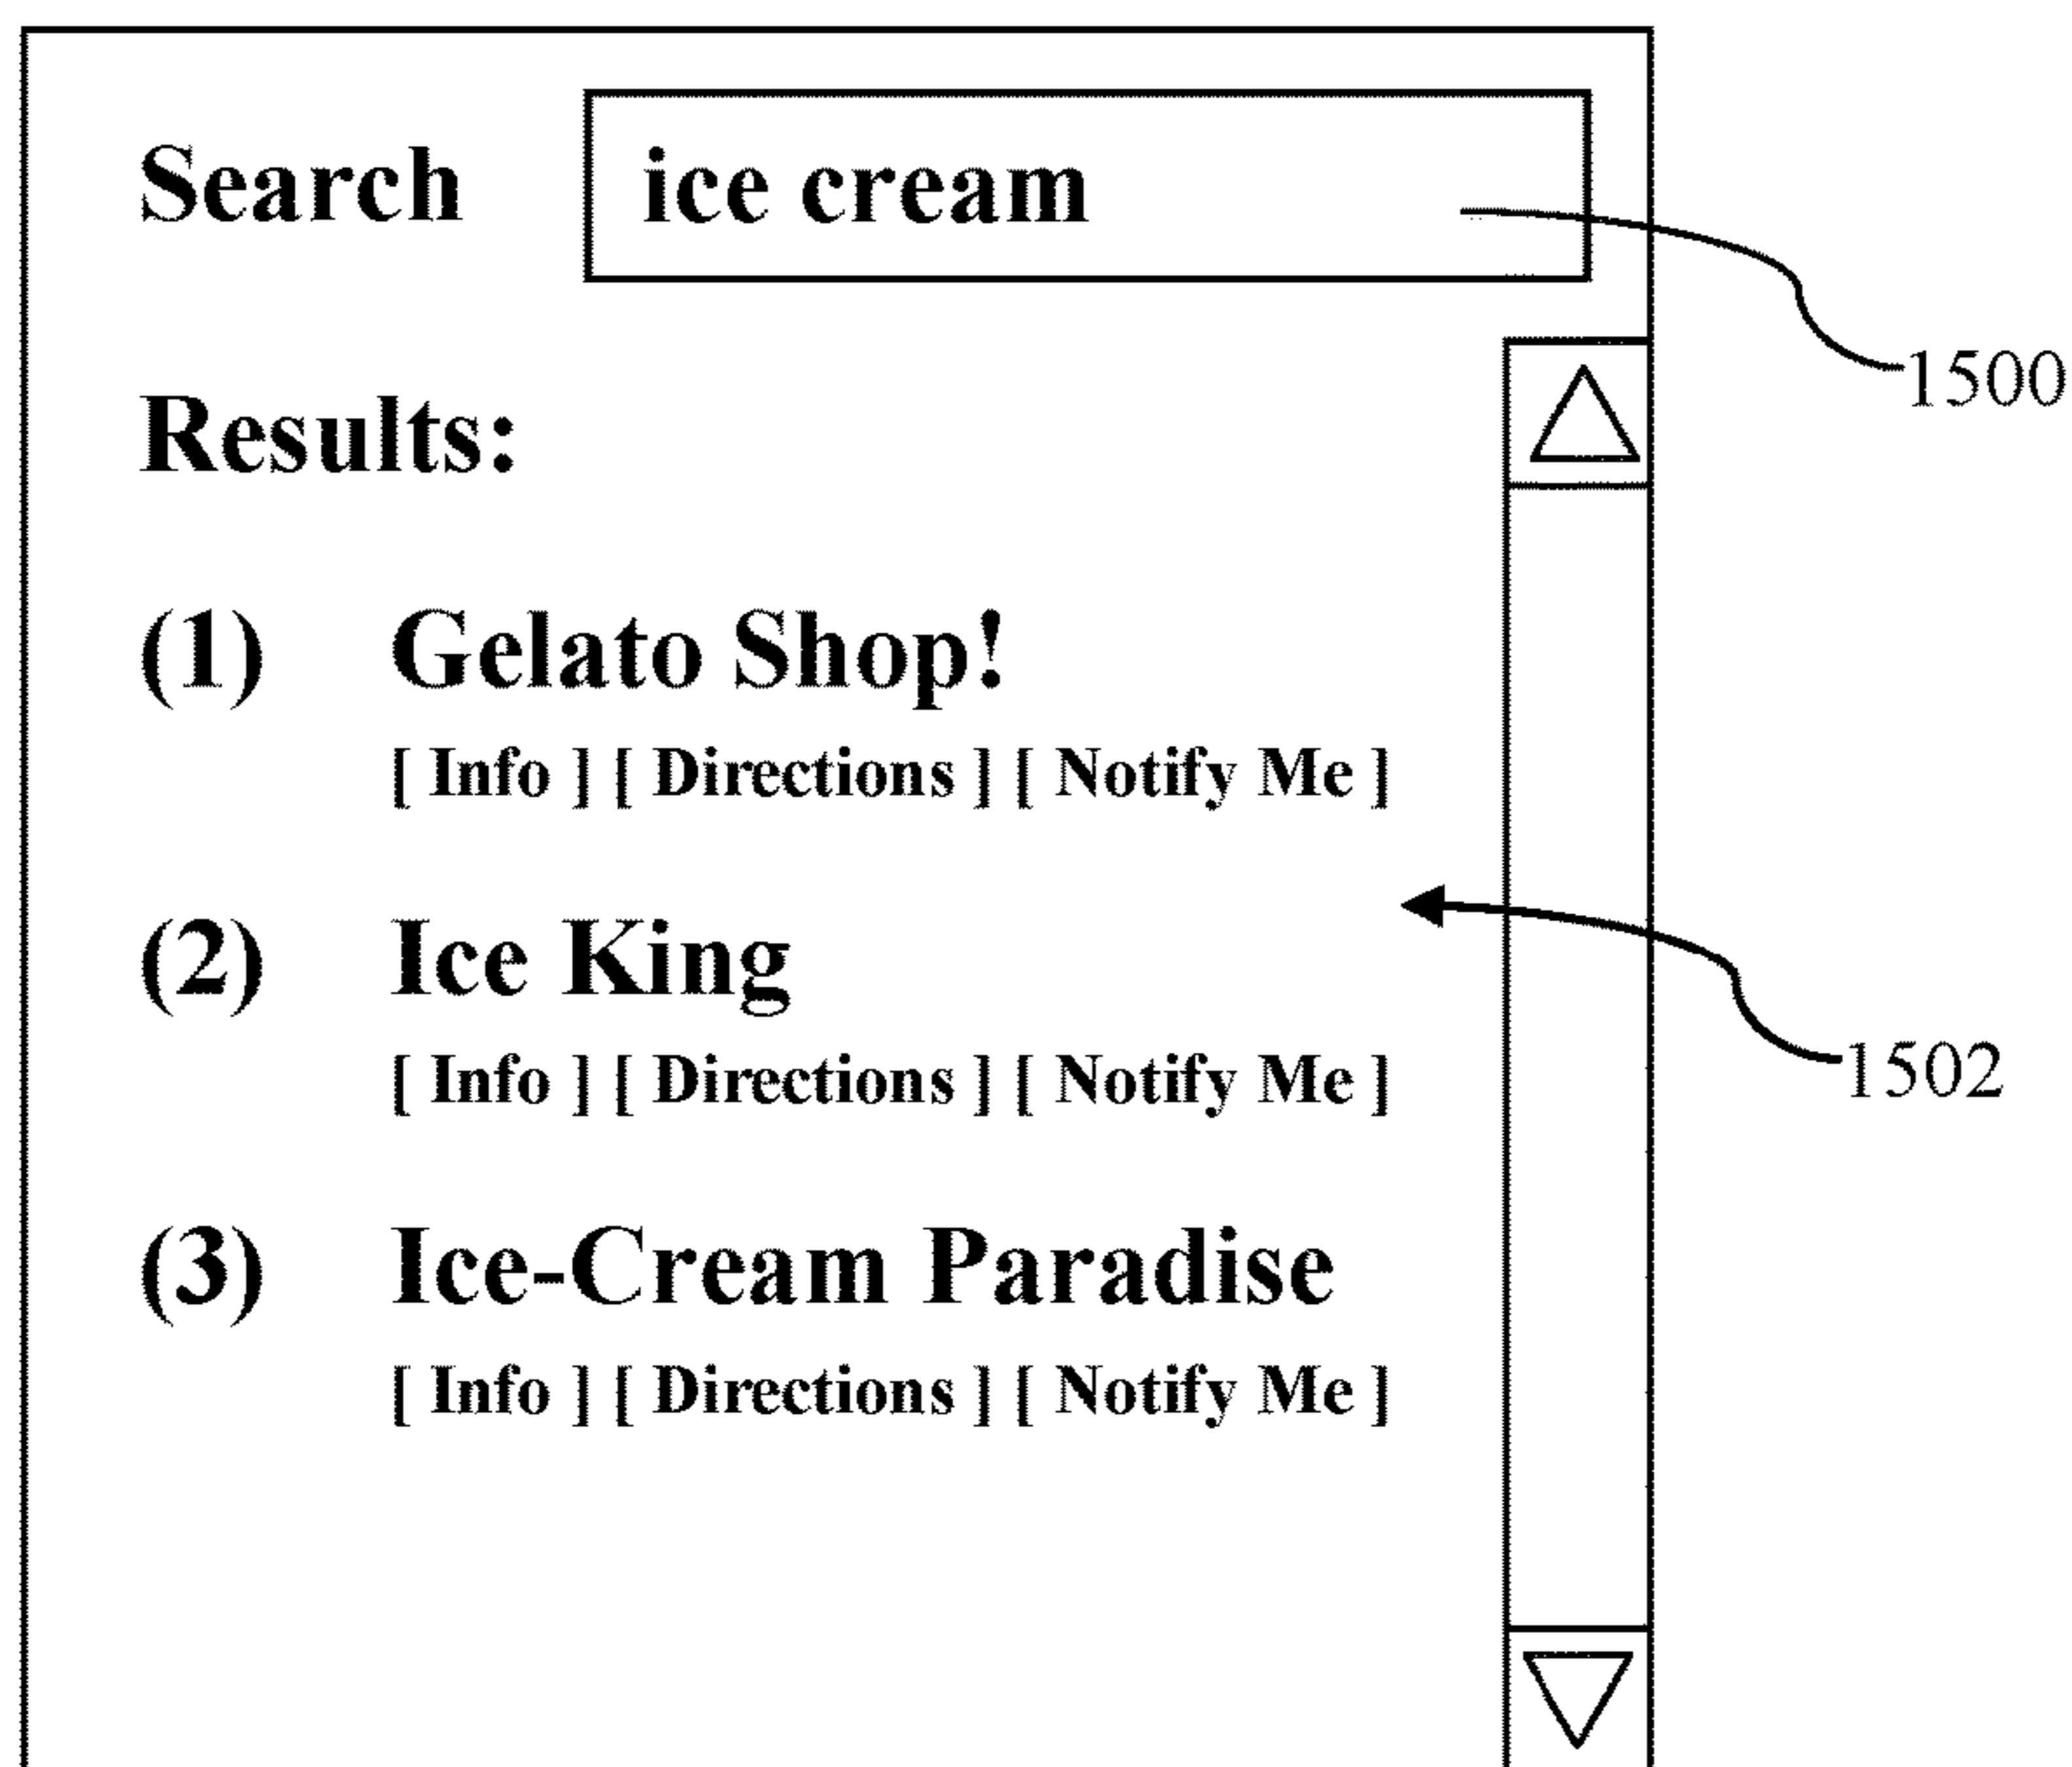 Search ice cream
1500
Results:
(1) Gelato Shop!
[ Info ] [ Directions ] [ Notify Me ]
(2) Ice King
[ Info ] [ Directions ] [ Notify Me ]
1502
(3) Ice-Cream Paradise
[ Info ] [ Directions ] [ Notify Me ]